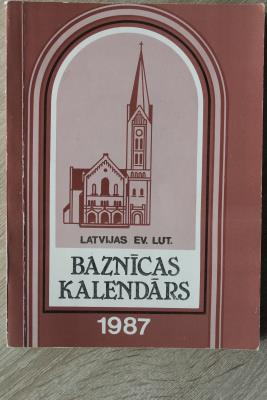 LATVIJAS EV. LUT.
BAZNĪCAS
KALENDĀRS
1987